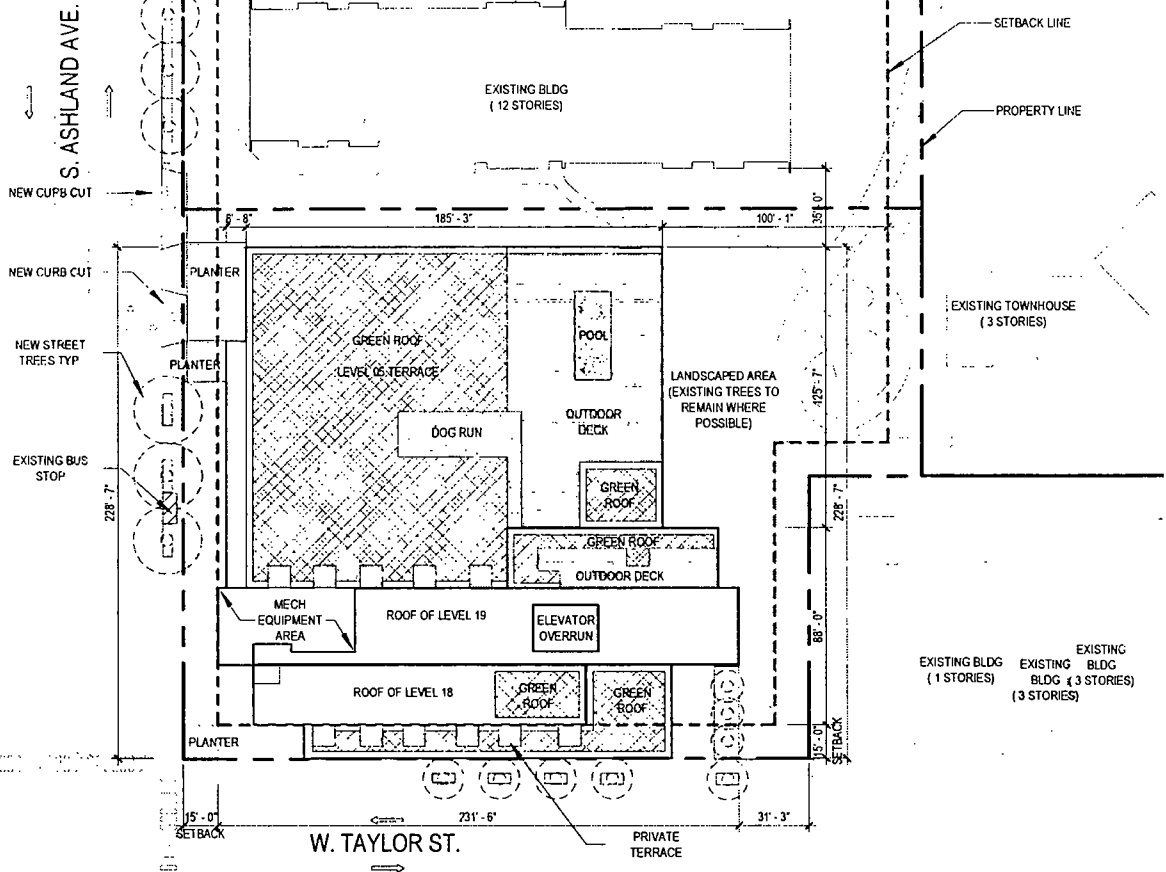 S. ASHLAND AVE.
SETBACK LINE
EXISTING BLDG
( 12 STORIES)
PROPERTY LINE
NEW CURB CUT
185' - 3"
100' - 1"
35' - 0"
NEW CURB CUT
PLANTER
EXISTING TOWNHOUSE
( 3 STORIES)
GREEN ROOF
LEVEL 05 TERRACE
POOL
NEW STREET
TREES TYP
PLANTER
LANDSCAPED AREA
(EXISTING TREES TO
REMAIN WHERE
POSSIBLE)
125' - 7"
OUTDOOR
DECK
DOG RUN
EXISTING BUS
STOP
GREEN
ROOF
228' - 7"
228' - 7"
GREEN ROOF
OUTDOOR DECK
MECH
EQUIPMENT
AREA
ROOF OF LEVEL 19
ELEVATOR
OVERRUN
88' - 0"
EXISTING BLDG
( 1 STORIES)
EXISTING
BLDG
( 3 STORIES)
EXISTING
BLDG
( 3 STORIES)
ROOF OF LEVEL 18
GREEN
ROOF
GREEN
ROOF
PLANTER
15' - 0"
SETBACK
15' - 0"
SETBACK
231' - 6"
31' - 3"
W. TAYLOR ST.
PRIVATE
TERRACE